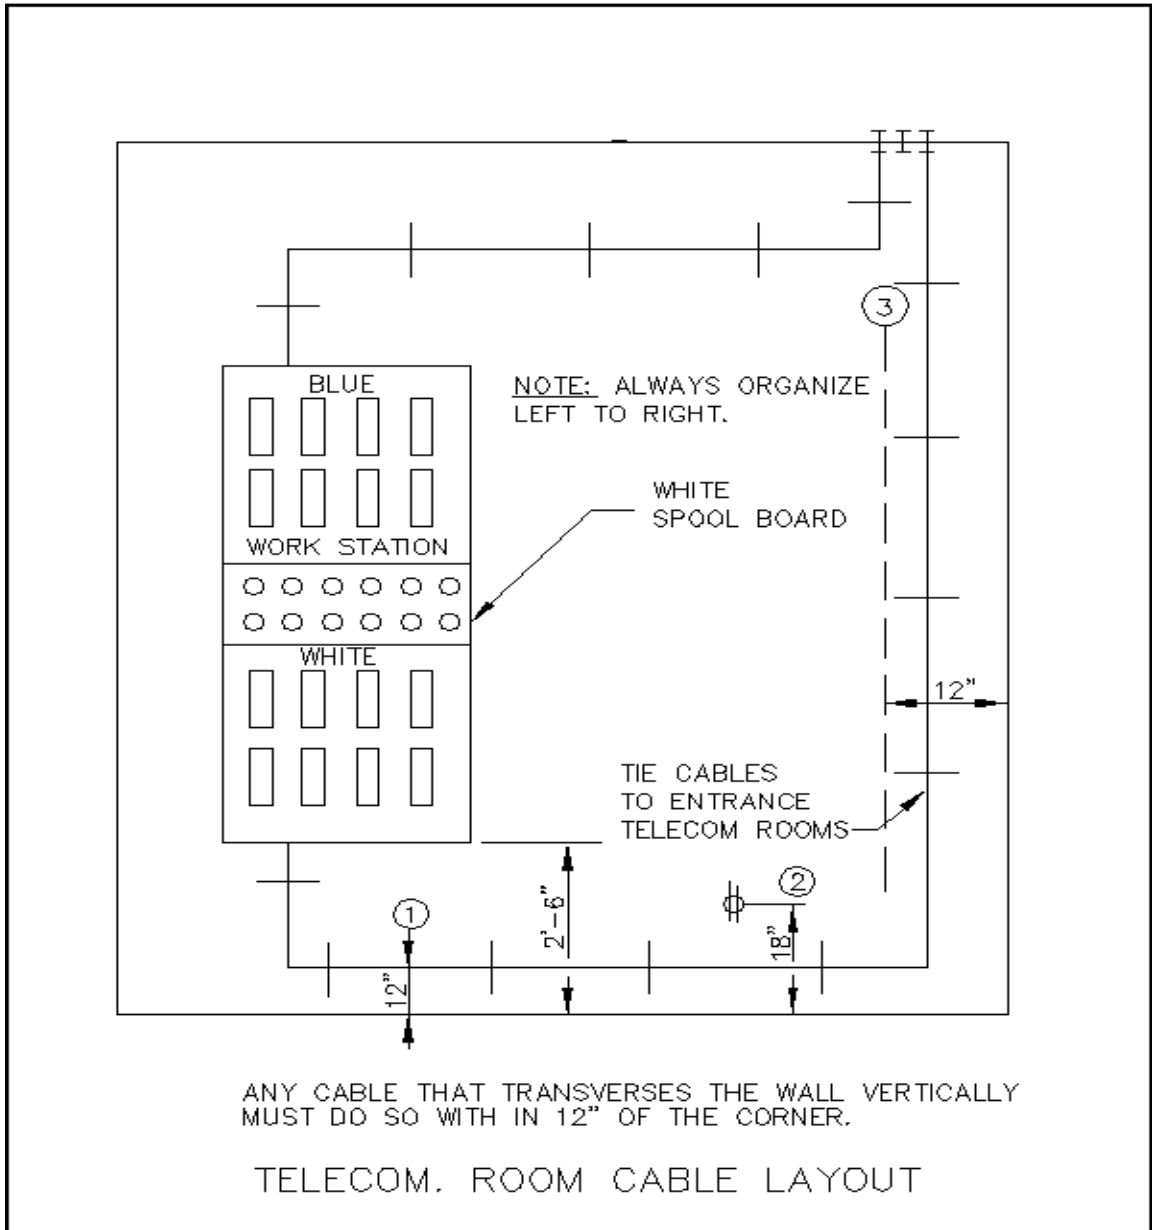 3
BLUE
NOTE: ALWAYS ORGANIZE
LEFT TO RIGHT.
WHITE
SPOOL BOARD
WORK STATION
WHITE
12"
TIE CABLES
TO ENTRANCE
TELECOM ROOMS
2
1
2'-6"
18"
12"
ANY CABLE THAT TRANSVERSES THE WALL VERTICALLY
MUST DO SO WITH IN 12" OF THE CORNER.
TELECOM. ROOM CABLE LAYOUT